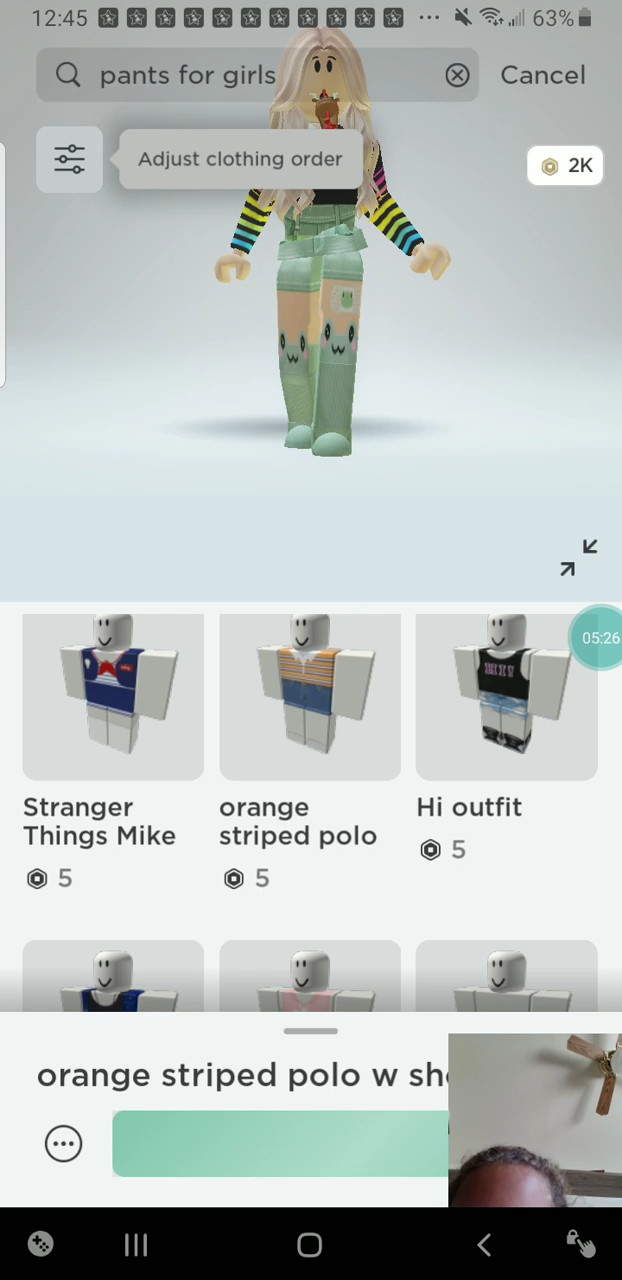 12:45 63%
pants for girls Cancel
Adjust clothing order
2K
05:26
HI!
Stranger
Things Mike
5
orange
striped polo
5
Hi outfit
5
orange striped polo w sh